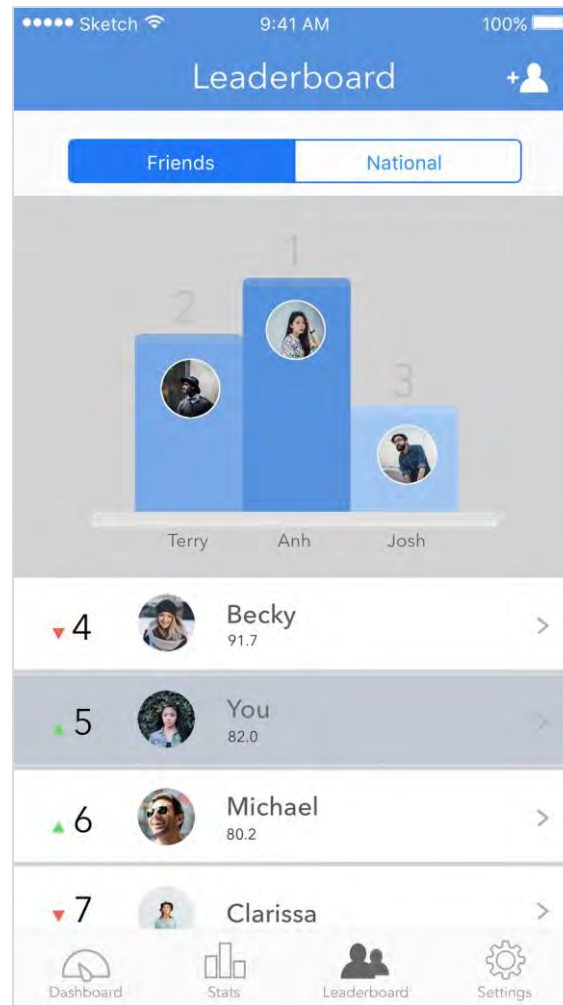 Sketch 9:41 AM 100%
Leaderboard
Friends National
1
2
3
Terry Anh Josh
4 Becky
91.7
5 You
82.0
6 Michael
80.2
7 Clarissa
Dashboard Stats Leaderboard Settings